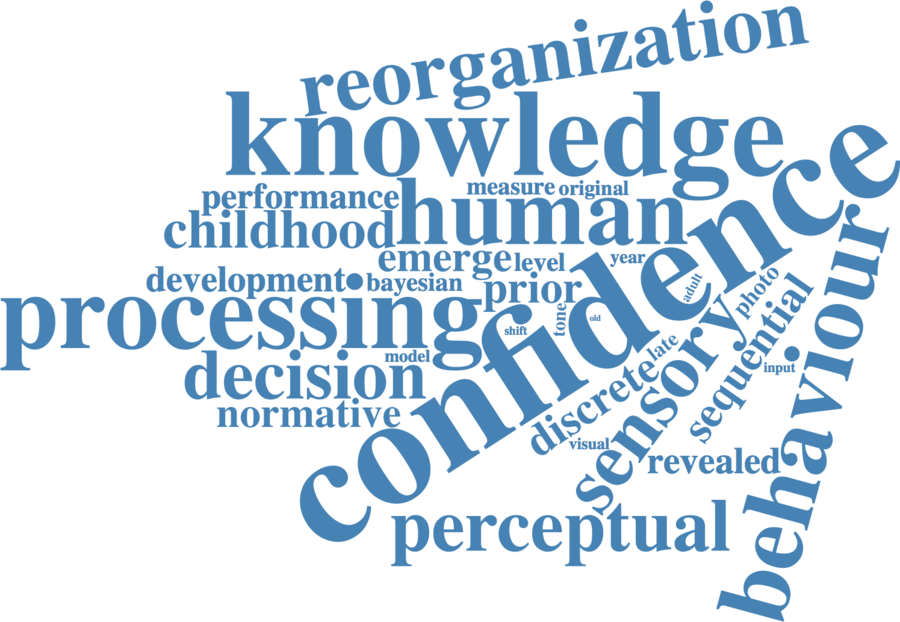 reorganization
knowledge
performance
measure
original
childhood
human
emerge
level
year
development
bayesian
prior
adult
photo
processing
confidence
shift
tone
old
model
decision
late
discrete
sensory
sequential
input
normative
visual
revealed
behaviour
perceptual